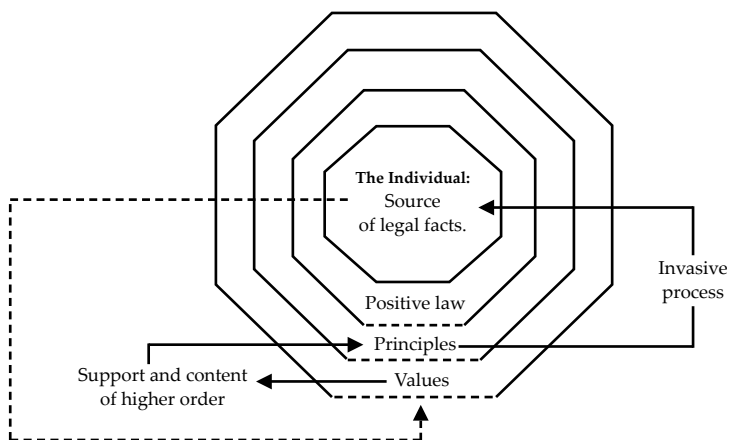 The Individual:
Source
of legal facts.
Invasive
process
Positive law
Principles
Support and content
of higher order
Values